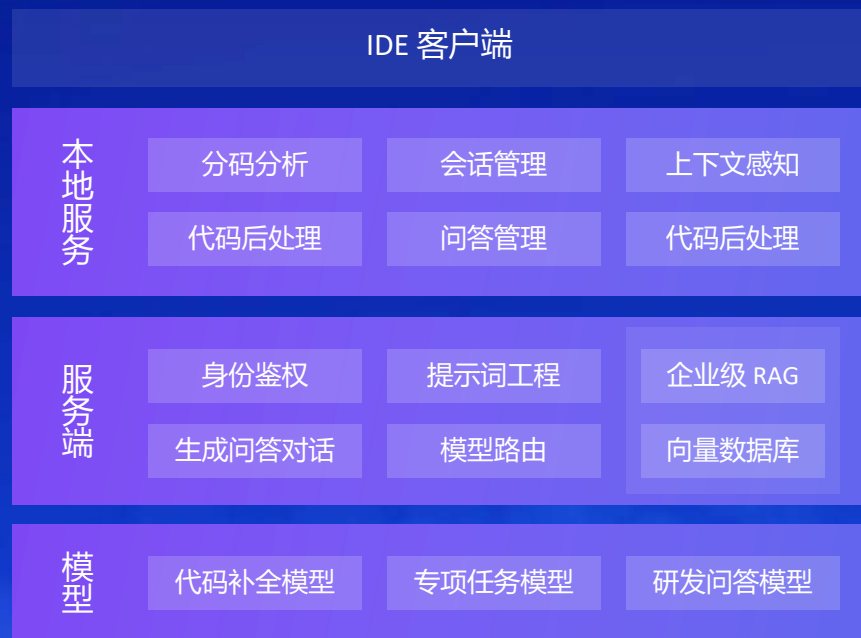 IDE 客户端
本地服务
分码分析
会话管理
上下文感知
代码后处理
问答管理
代码后处理
服务端
身份鉴权
提示词工程
企业级 RAG
生成问答对话
模型路由
向量数据库
模型
代码补全模型
专项任务模型
研发问答模型